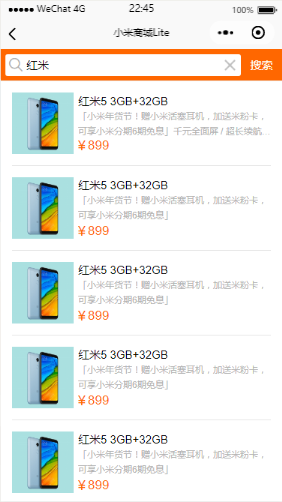 WeChat 4G 22:45 100%
小米商城Lite
红米 搜索
红米5 3GB+32GB
「小米年度节！赠小米活塞耳机，加送米粉卡，
可享小米分期6期免息」千元全面屏 / 超长续航...
¥899
红米5 3GB+32GB
「小米年度节！赠小米活塞耳机，加送米粉卡，
可享小米分期6期免息」
¥899
红米5 3GB+32GB
「小米年度节！赠小米活塞耳机，加送米粉卡，
可享小米分期6期免息」
¥899
红米5 3GB+32GB
「小米年度节！赠小米活塞耳机，加送米粉卡，
可享小米分期6期免息」
¥899
红米5 3GB+32GB
「小米年度节！赠小米活塞耳机，加送米粉卡，
可享小米分期6期免息」
¥899